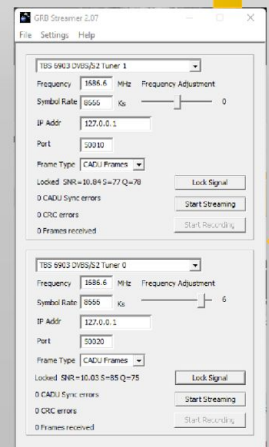 GRB Streamer 2.07
File Settings Help
TBS 6903 DVBS/S2 Tuner 1
Frequency 1686.6 MHz Frequency Adjustment
Symbol Rate 8666 Ks 0
IP Addr 127.0.0.1
Port 50010
Frame Type CADU Frames
Locked SNR=10.84 S=77 Q=78 Lock Signal
0 CADU Sync errors
Start Streaming
0 CRC errors
Start Recording
0 Frames received
TBS 6903 DVBS/S2 Tuner 0
Frequency 1686.6 MHz Frequency Adjustment
Symbol Rate 8666 Ks 6
IP Addr 127.0.0.1
Port 50020
Frame Type CADU Frames
Locked SNR=10.03 S=85 Q=75 Lock Signal
0 CADU Sync errors
Start Streaming
0 CRC errors
Start Recording
0 Frames received